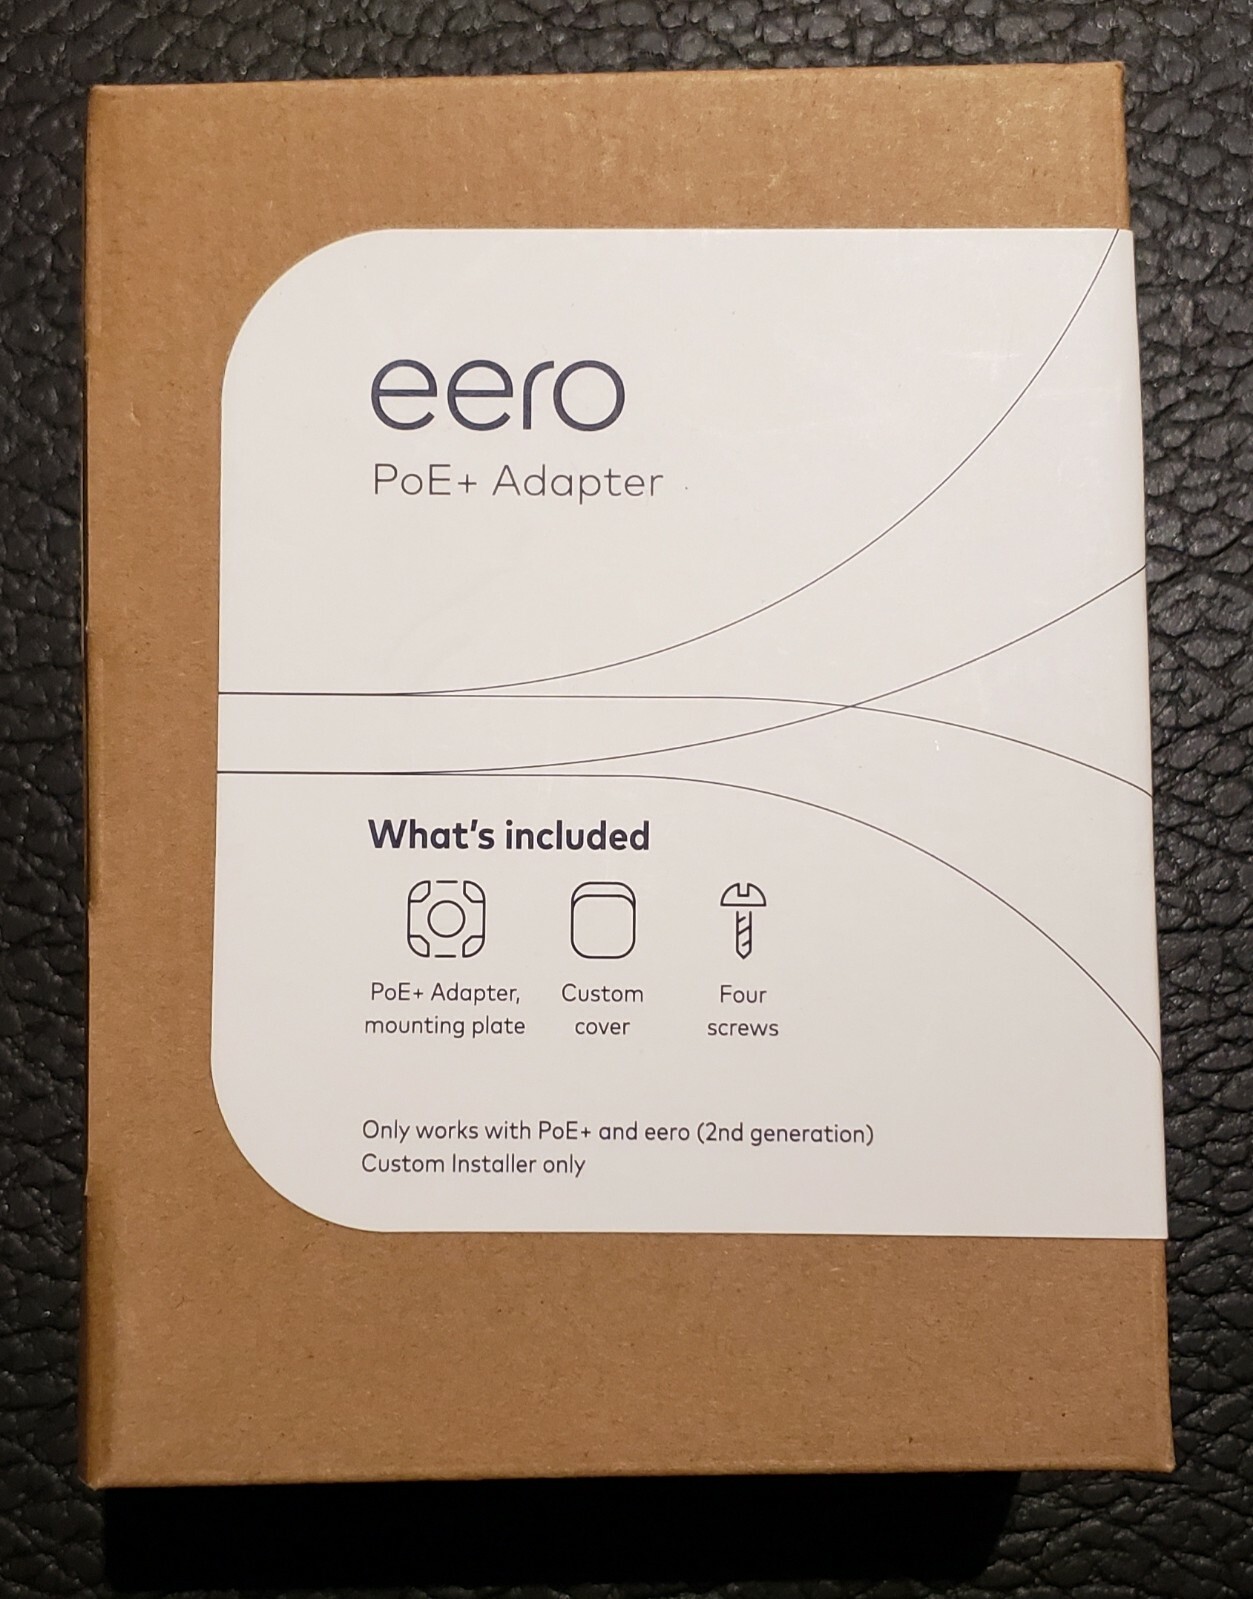 eero
PoE+ Adapter
What's included
PoE+ Adapter,
mounting plate
Custom
cover
Four
screws
Only works with PoE+ and eero (2nd generation)
Custom Installer only